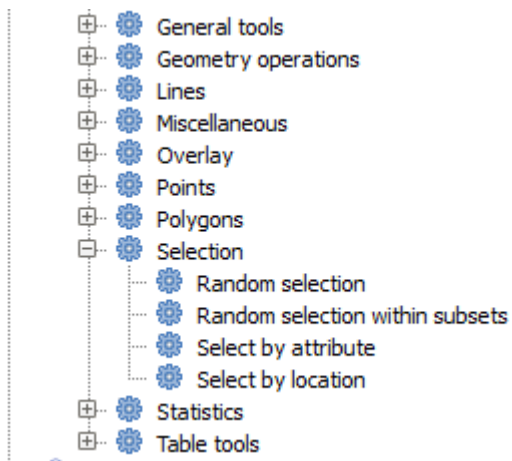 General tools
Geometry operations
Lines
Miscellaneous
Overlay
Points
Polygons
Selection
Random selection
Random selection within subsets
Select by attribute
Select by location
Statistics
Table tools